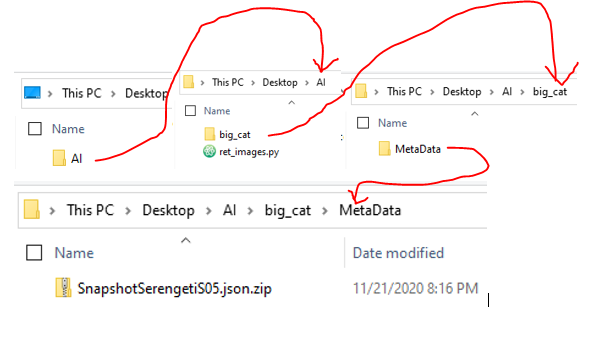 This PC > Desktop
Name
AI
This PC > Desktop > AI
Name
big_cat
ret_images.py
This PC > Desktop > AI > big_cat
Name
MetaData
This PC > Desktop > AI > big_cat > MetaData
Name Date modified
SnapshotSerengetiS05.json.zip 11/21/2020 8:16 PM